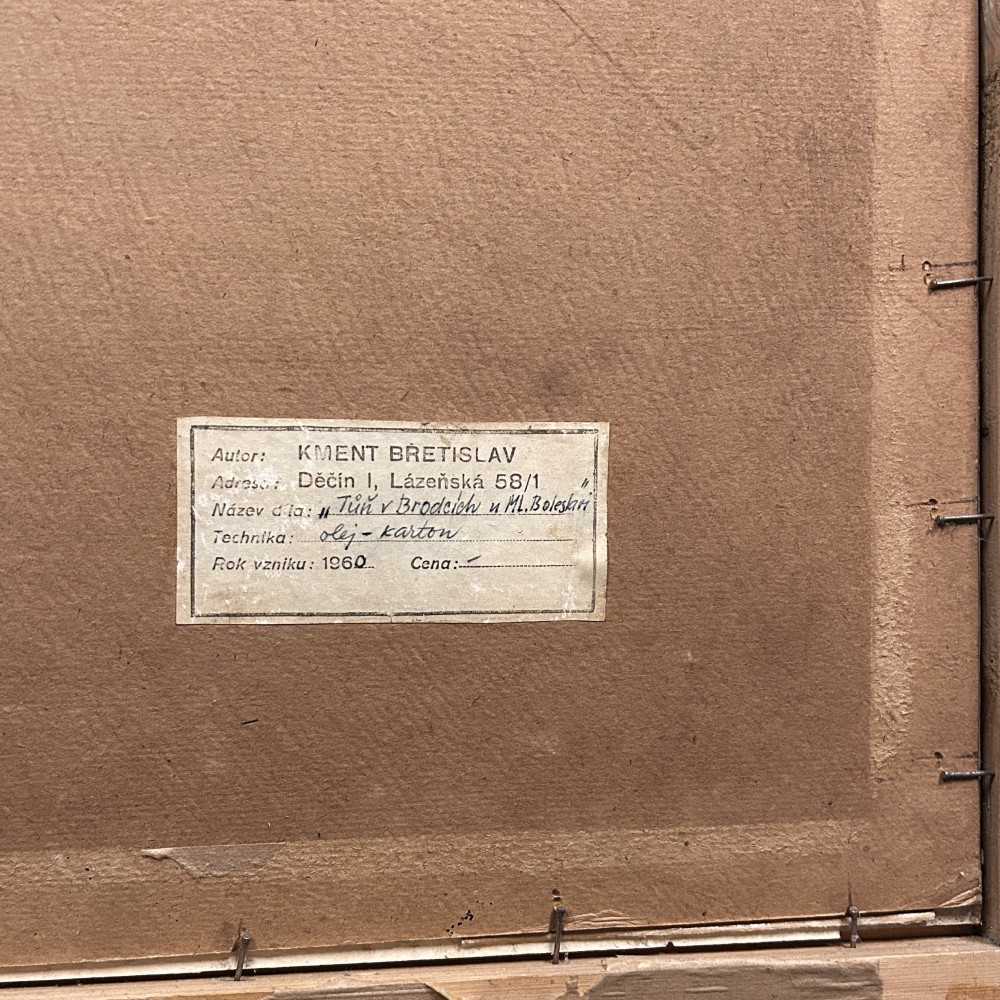 Autor: KMENT BŘETISLAV
Adresa: Děčín I, Lázeňská 58/1
Název díla: „Tůň v Brodcích u Ml. Boleslavi"
Technika: olej - karton
Rok vzniku: 1960 Cena: -